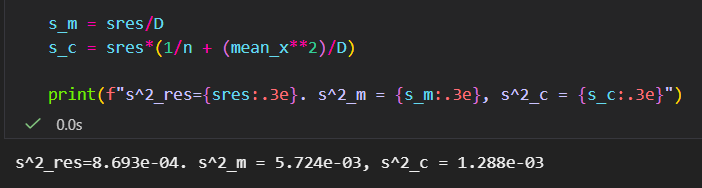 s_m = sres/D
s_c = sres*(1/n + (mean_x**2)/D)
print(f"s^2_res={sres:.3e}. s^2_m = {s_m:.3e}, s^2_c = {s_c:.3e}")
0.0s
s^2_res=8.693e-04. s^2_m = 5.724e-03, s^2_c = 1.288e-03